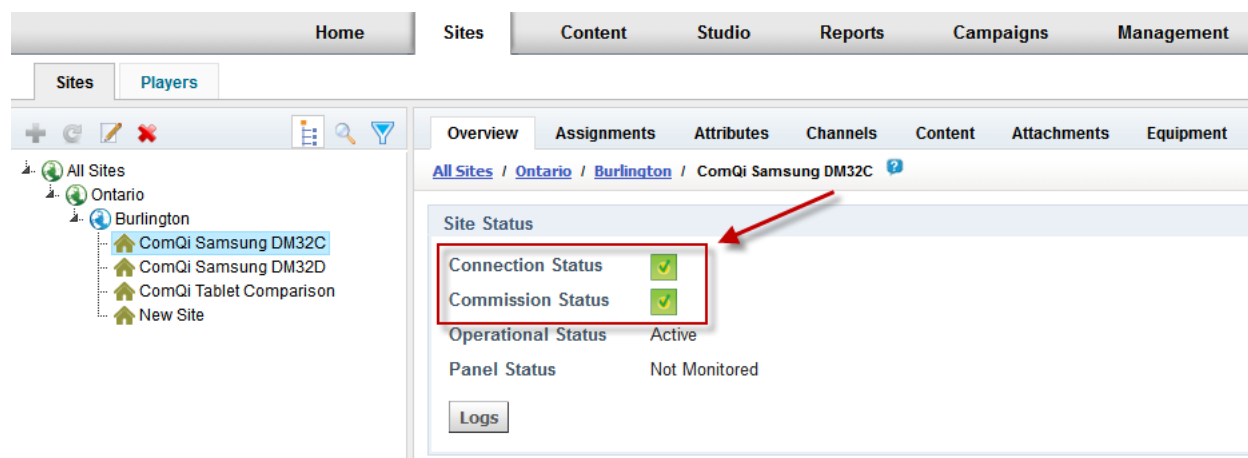 Home Sites Content Studio Reports Campaigns Management
Sites Players
Overview Assignments Attributes Channels Content Attachments Equipment
All Sites / Ontario / Burlington / ComQi Samsung DM32C ?
All Sites
Ontario
Burlington
ComQi Samsung DM32C
ComQi Samsung DM32D
ComQi Tablet Comparison
New Site
Site Status
Connection Status
Commission Status
Operational Status Active
Panel Status Not Monitored
Logs